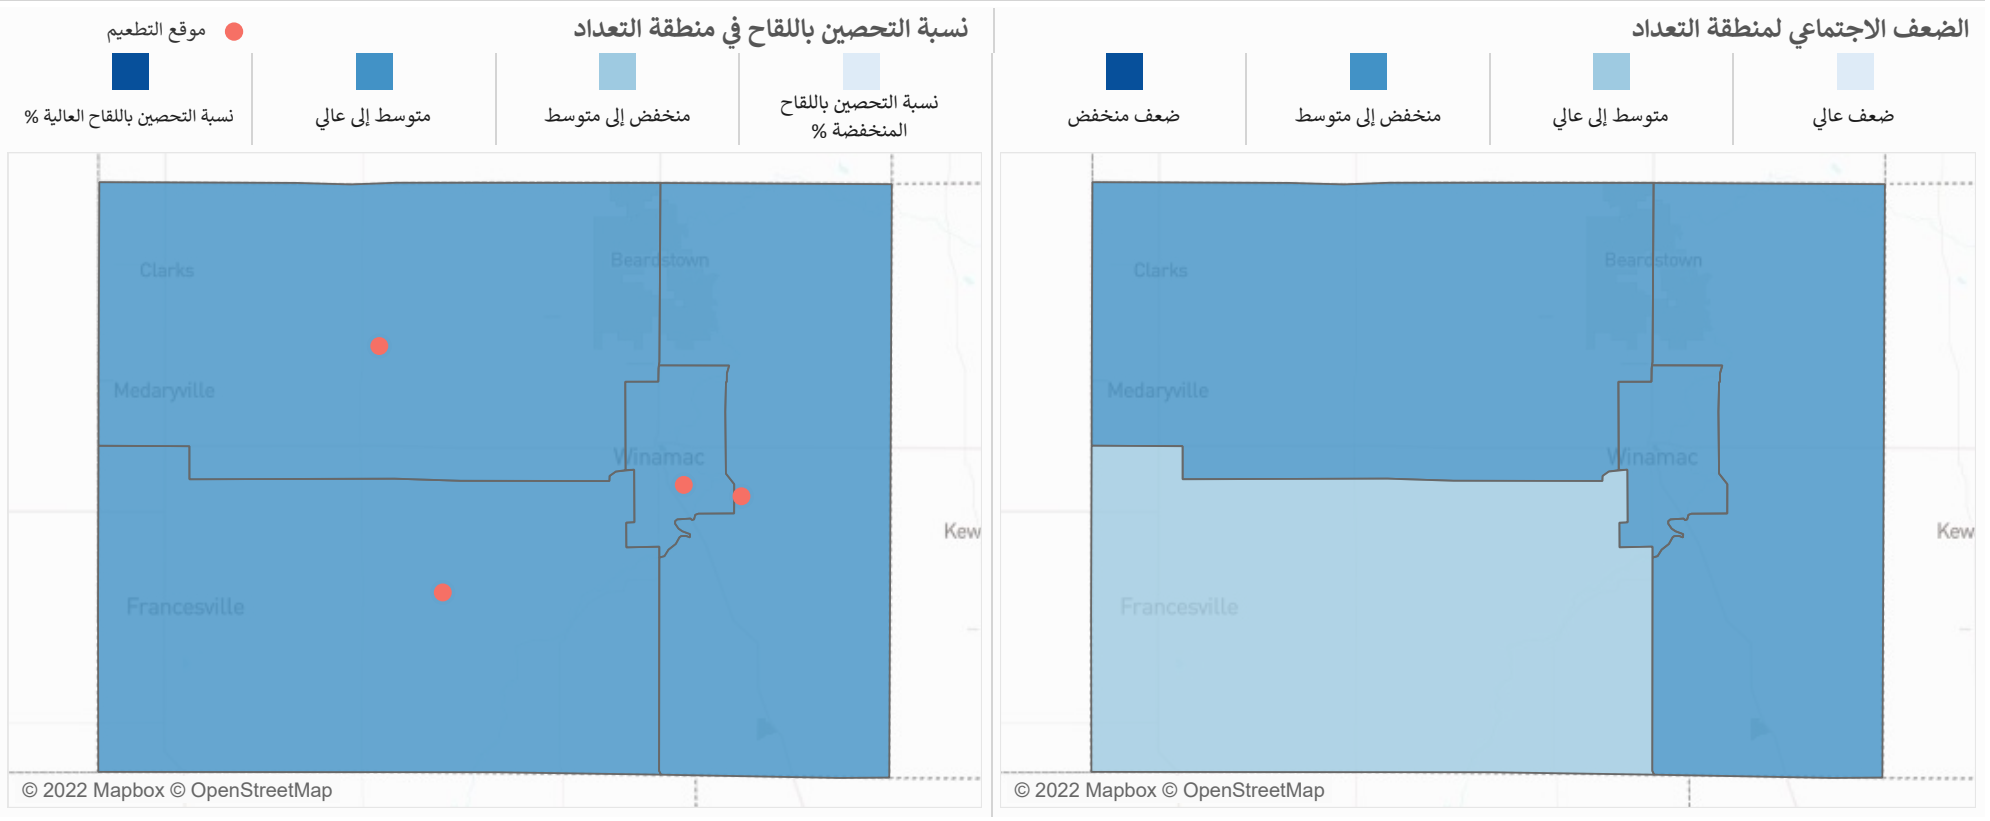 الضعف الاجتماعي لمنطقة التعداد
ضعف عالي
متوسط إلى عالي
منخفض إلى متوسط
ضعف منخفض
Clarks
Beardstown
Medaryville
Winamac
Kew
Francesville
© 2022 Mapbox © OpenStreetMap
نسبة التحصين باللقاح في منطقة التعداد
موقع التطعيم
نسبة التحصين باللقاح
المنخفضة %
منخفض إلى متوسط
متوسط إلى عالي
نسبة التحصين باللقاح العالية %
Clarks
Beardstown
Medaryville
Winamac
Kew
Francesville
© 2022 Mapbox © OpenStreetMap